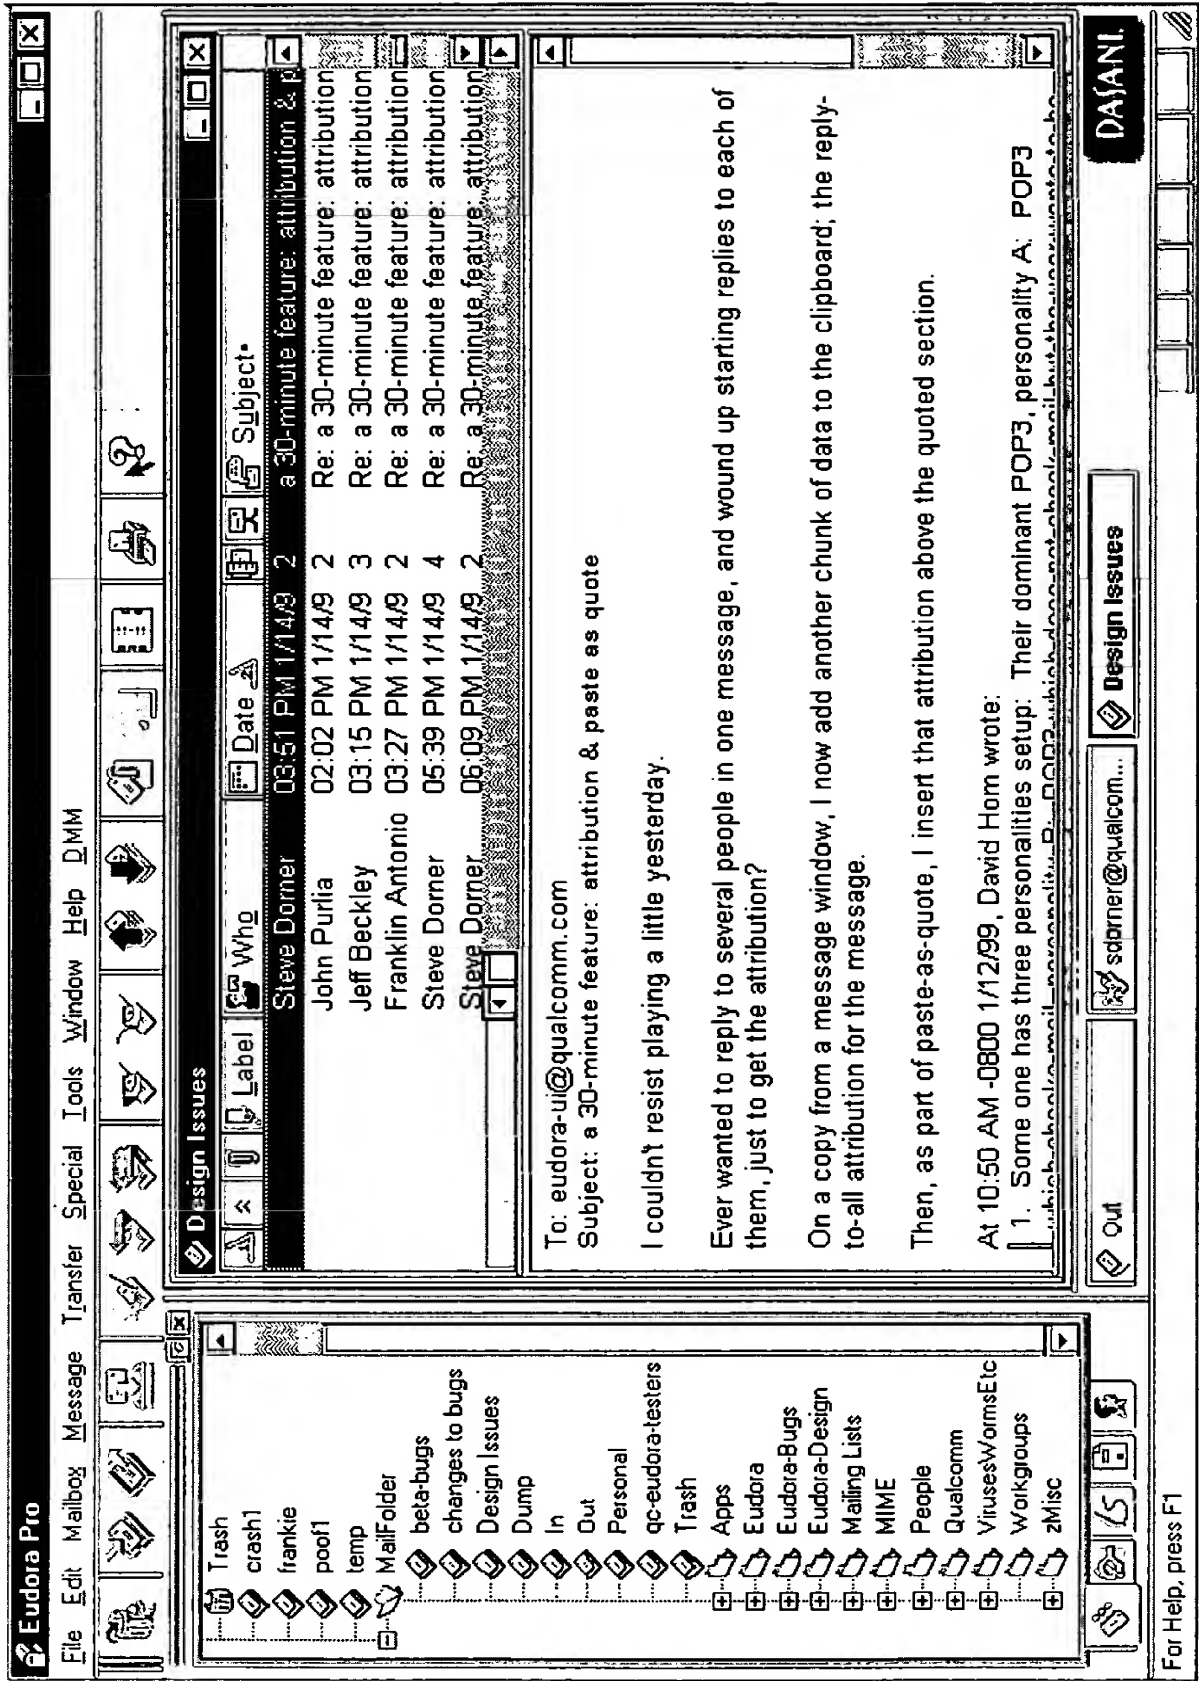 Eudora Pro
File Edit Mailbox Message Transfer Special Tools Window Help DMM
Trash
crash1
frankie
poof1
temp
MailFolder
beta-bugs
changes to bugs
Design Issues
Dump
In
Out
Personal
qc-eudora-testers
Trash
Apps
Eudora
Eudora-Bugs
Eudora-Design
Mailing Lists
MIME
People
Qualcomm
VirusesWormsEtc
Workgroups
zMisc
Design Issues
Label Who Date Subject
Steve Dorner 03:51 PM 1/14/9 2 a 30-minute feature: attribution & p
John Purlia 02:02 PM 1/14/9 2 Re: a 30-minute feature: attribution
Jeff Beckley 03:15 PM 1/14/9 3 Re: a 30-minute feature: attribution
Franklin Antonio 03:27 PM 1/14/9 2 Re: a 30-minute feature: attribution
Steve Dorner 05:39 PM 1/14/9 4 Re: a 30-minute feature: attribution
Steve Dorner 06:09 PM 1/14/9 2 Re: a 30-minute feature: attribution
To: eudora-ui@qualcomm.com
Subject: a 30-minute feature: attribution & paste as quote
I couldn't resist playing a little yesterday.
Ever wanted to reply to several people in one message, and wound up starting replies to each of
them, just to get the attribution?
On a copy from a message window, I now add another chunk of data to the clipboard; the reply-
to-all attribution for the message.
Then, as part of paste-as-quote, I insert that attribution above the quoted section.
At 10:50 AM -0800 1/12/99, David Horn wrote:
1. Some one has three personalities setup: Their dominant POP3, personality A: POP3
Out sdorner@qualcom... Design Issues DASANI.
For Help, press F1